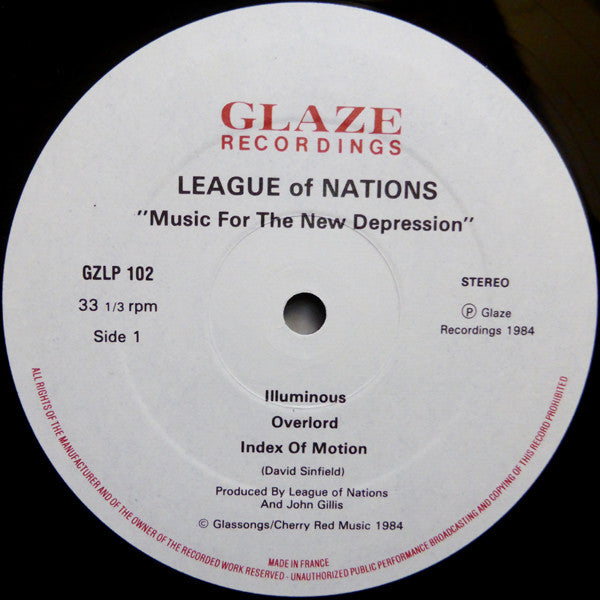 GLAZE
RECORDINGS
LEAGUE of NATIONS
"Music For The New Depression"
GZLP 102
33 1/3 rpm
Side 1
STEREO
Ⓟ Glaze
Recordings 1984
Illuminous
Overlord
Index Of Motion
(David Sinfield)
Produced By League of Nations
And John Gillis
© Glassongs/Cherry Red Music 1984
MADE IN FRANCE
ALL RIGHTS OF THE MANUFACTURER AND OF THE OWNER OF THE RECORDED WORK RESERVED - UNAUTHORIZED PUBLIC PERFORMANCE BROADCASTING AND COPYING OF THIS RECORD PROHIBITED